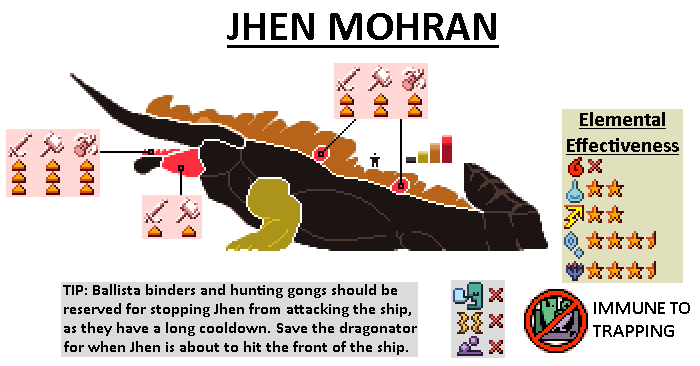 JHEN MOHRAN
Elemental
Effectiveness
TIP: Ballista binders and hunting gongs should be
reserved for stopping Jhen from attacking the ship,
as they have a long cooldown. Save the dragonator
for when Jhen is about to hit the front of the ship.
IMMUNE TO
TRAPPING